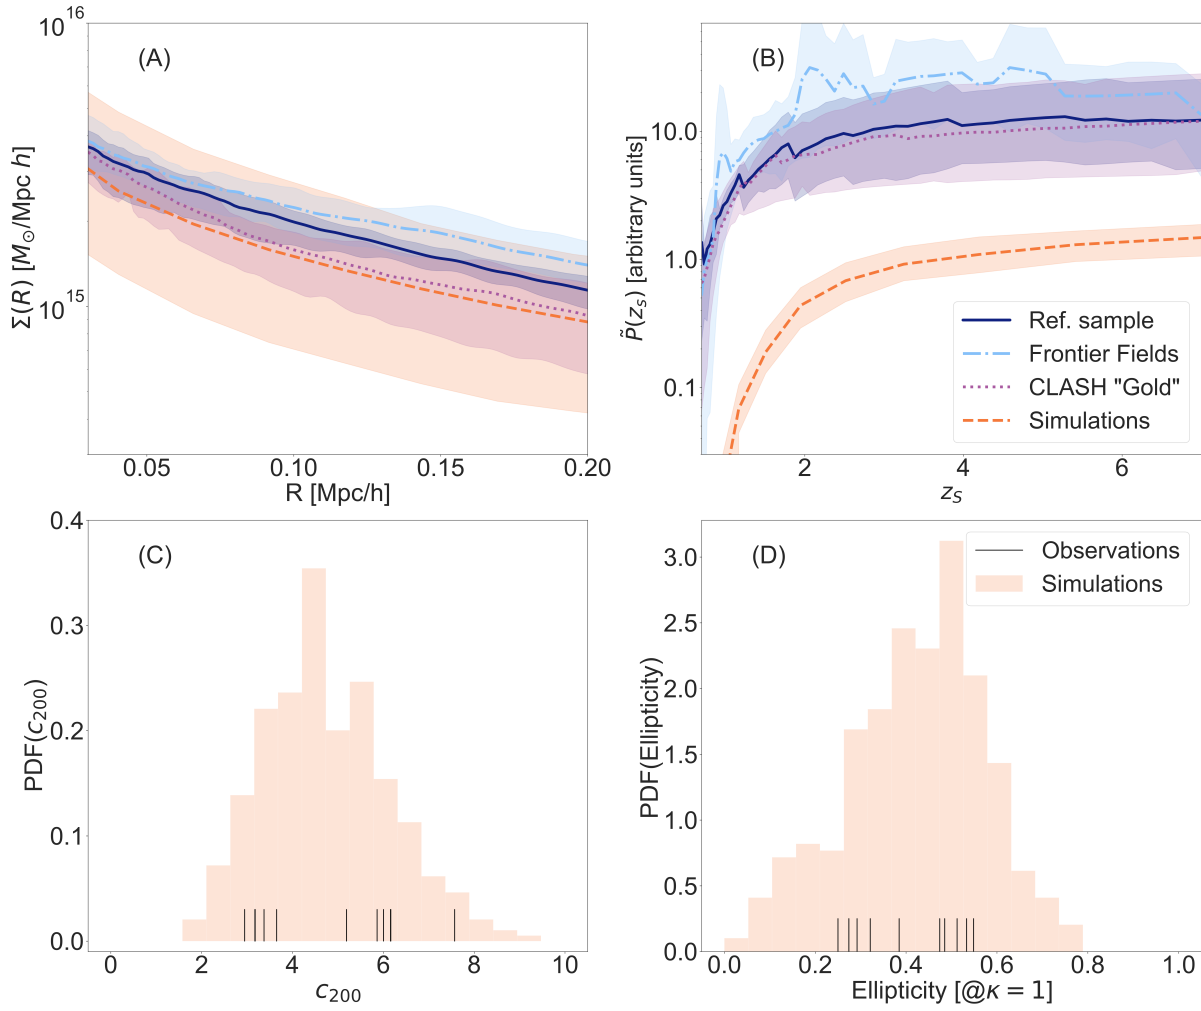 (A)
10^16
10^15
Σ(R) [M_⊙/Mpc h]
0.05 0.10 0.15 0.20
R [Mpc/h]
(B)
10.0
1.0
0.1
P̃(z_s) [arbitrary units]
Ref. sample
Frontier Fields
CLASH "Gold"
Simulations
2 4 6
z_S
(C)
0.4
0.3
0.2
0.1
0.0
PDF(c_200)
0 2 4 6 8 10
c_200
(D)
Observations
Simulations
3.0
2.5
2.0
1.5
1.0
0.5
0.0
PDF(Ellipticity)
0.0 0.2 0.4 0.6 0.8 1.0
Ellipticity [@κ = 1]